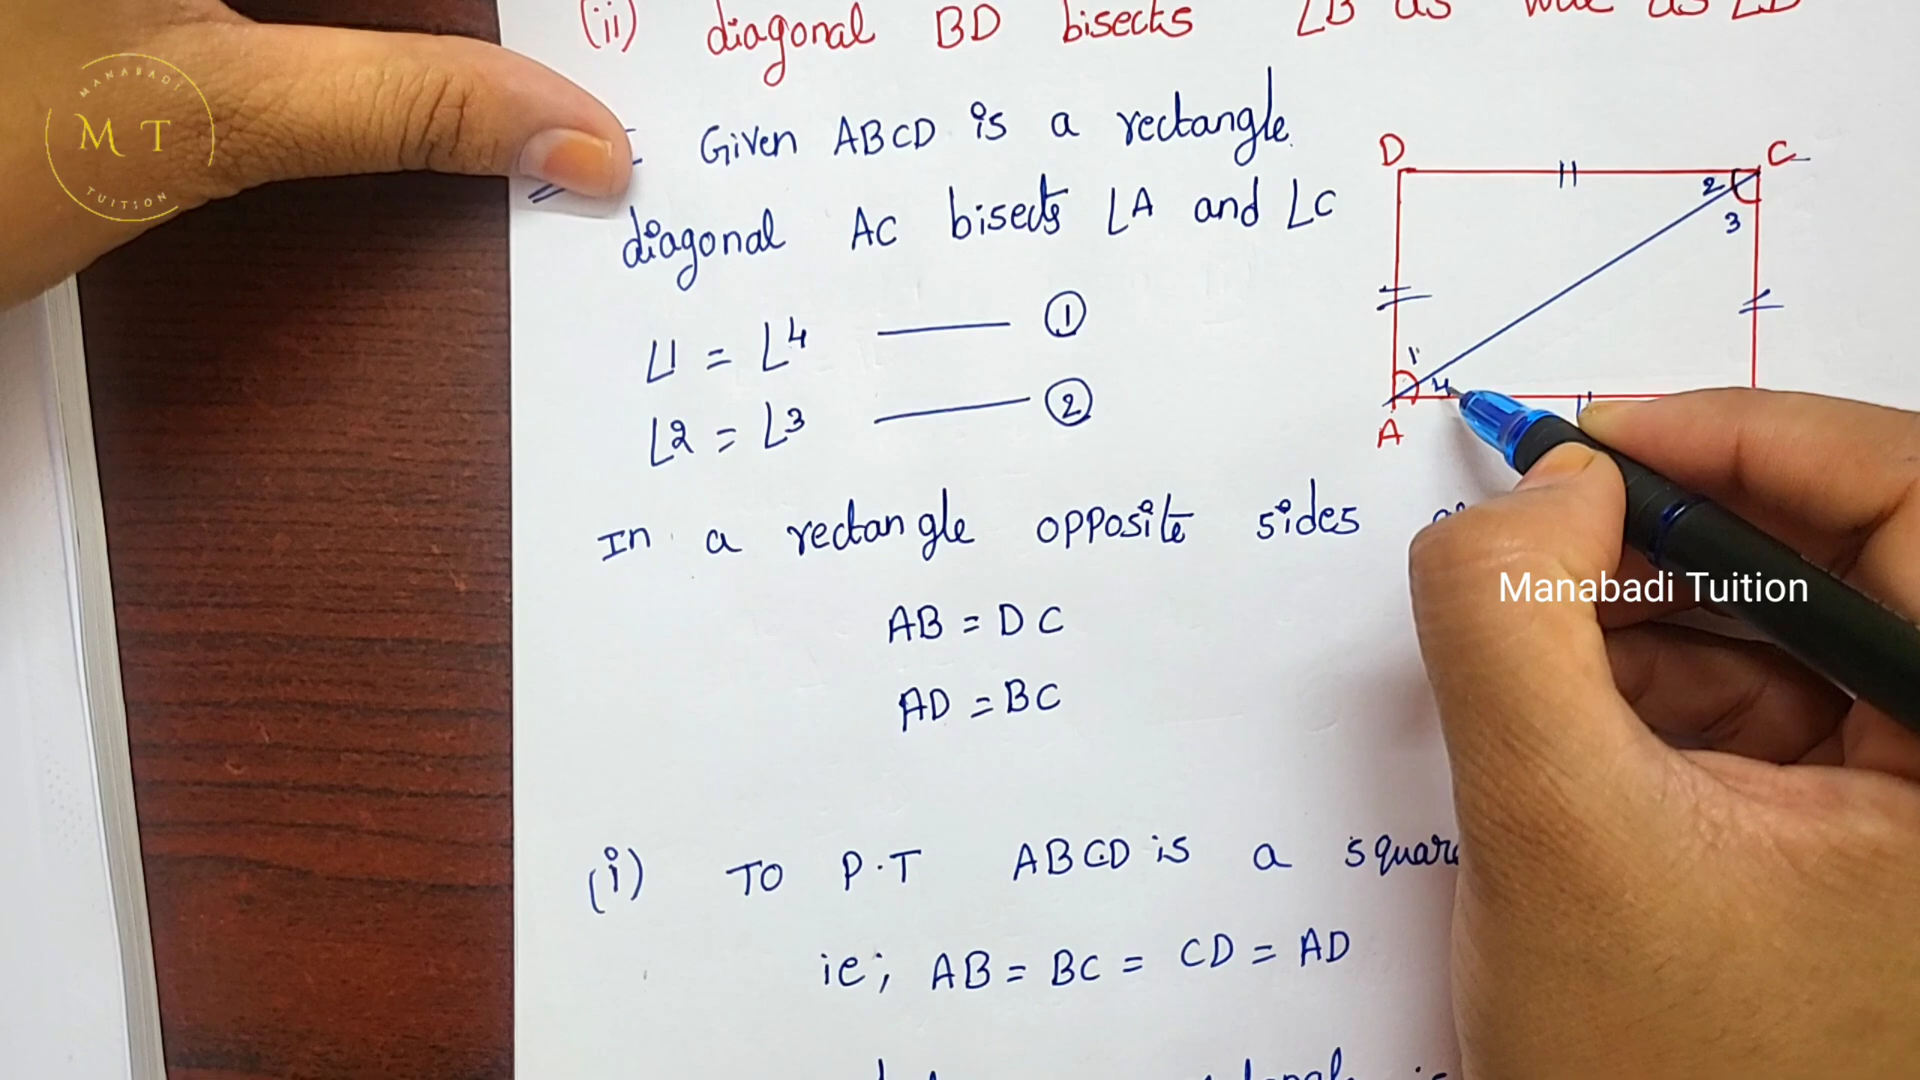 (ii) diagonal BD bisects ∠B as well as ∠D
Given ABCD is a rectangle.
diagonal AC bisects ∠A and ∠C
∠1 = ∠4 —— ①
∠2 = ∠3 —— ②
In a rectangle opposite sides
AB = DC
AD = BC
(i) TO P.T ABCD is a square
ie; AB = BC = CD = AD
D C
2
3
1
4
A
MANABADI
MT
TUITION
Manabadi Tuition